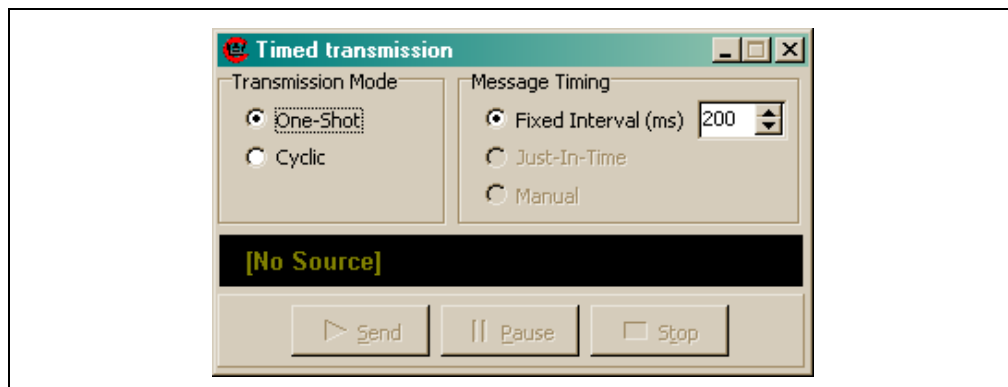 Timed transmission
Transmission Mode
One-Shot
Cyclic
Message Timing
Fixed Interval (ms) 200
Just-In-Time
Manual
[No Source]
Send Pause Stop